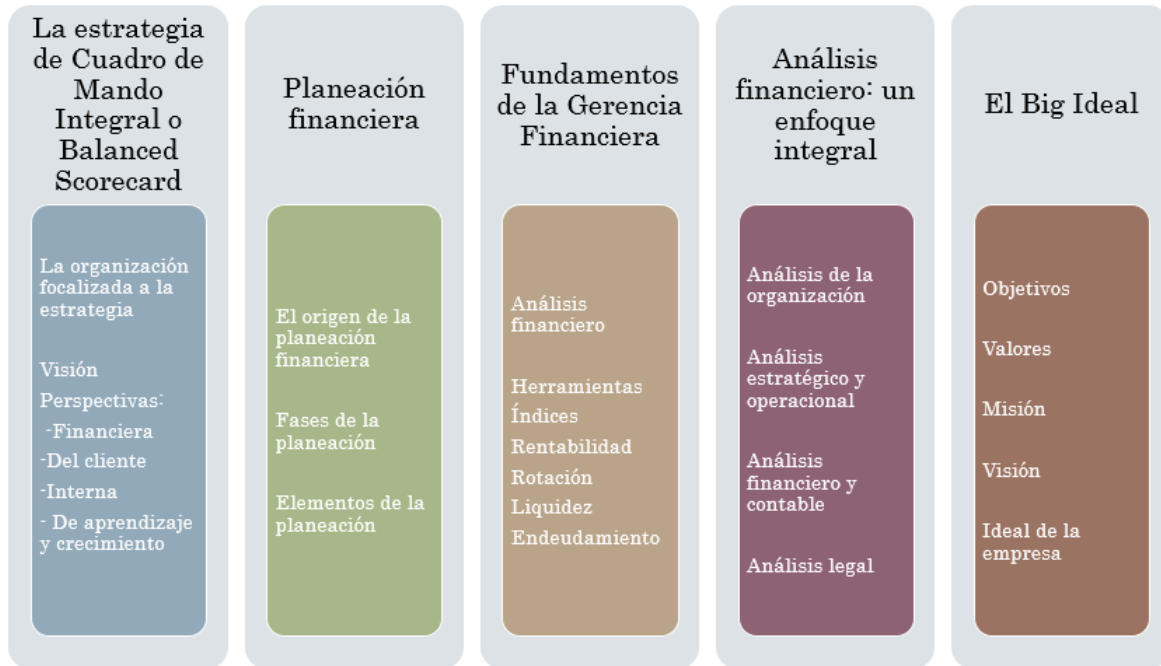 La estrategia
de Cuadro de
Mando
Integral o
Balanced
Scorecard
La organización
focalizada a la
estrategia
Visión
Perspectivas:
-Financiera
-Del cliente
-Interna
- De aprendizaje
y crecimiento
Planeación
financiera
El origen de la
planeación
financiera
Fases de la
planeación
Elementos de la
planeación
Fundamentos
de la Gerencia
Financiera
Análisis
financiero
Herramientas
Índices
Rentabilidad
Rotación
Liquidez
Endeudamiento
Análisis
financiero: un
enfoque
integral
Análisis de la
organización
Análisis
estratégico y
operacional
Análisis
financiero y
contable
Análisis legal
El Big Ideal
Objetivos
Valores
Misión
Visión
Ideal de la
empresa